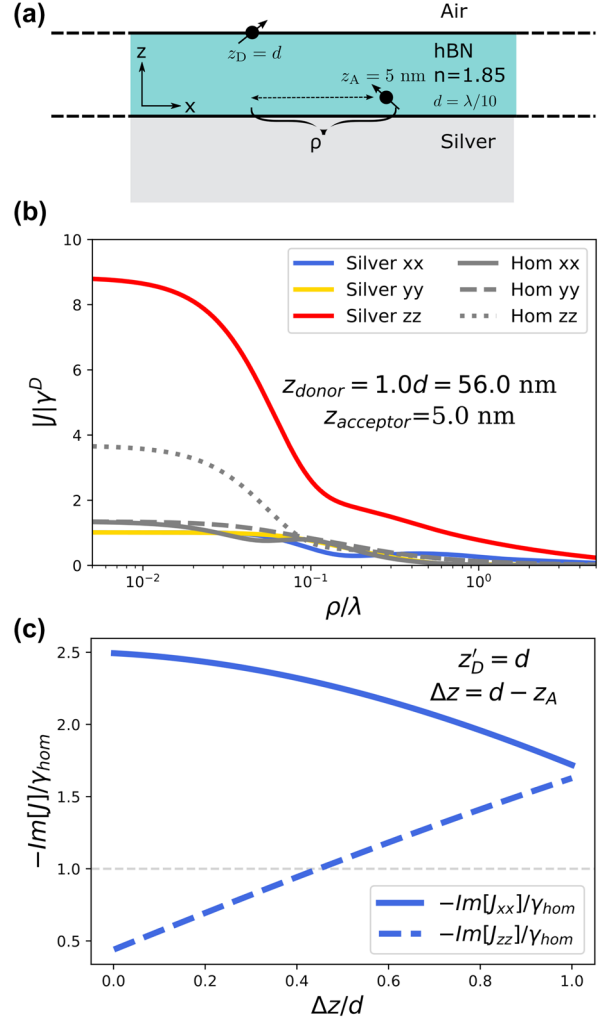 (a)
Air
z_D = d
hBN
z
z_A = 5 nm
n=1.85
d = λ/10
x
ρ
Silver
(b)
10
8
6
4
2
0
|J|γ^D
Silver xx
Silver yy
Silver zz
Hom xx
Hom yy
Hom zz
z_donor = 1.0d = 56.0 nm
z_acceptor=5.0 nm
10^−2
10^−1
10^0
ρ/λ
(c)
2.5
2.0
1.5
1.0
0.5
−Im[J]/γ_hom
z′_D = d
Δz = d − z_A
−Im[J_xx]/γ_hom
−Im[J_zz]/γ_hom
0.0 0.2 0.4 0.6 0.8 1.0
Δz/d